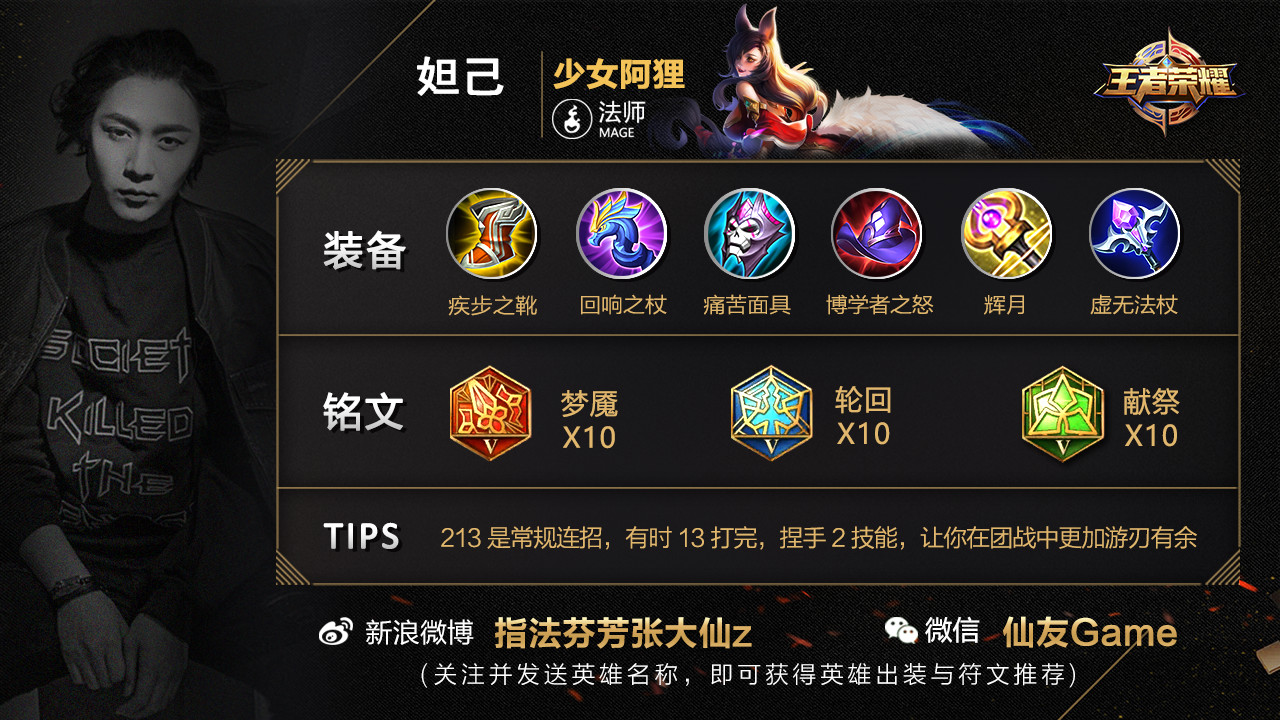 妲己
少女阿狸
法师
MAGE
王者荣耀
装备
疾步之靴
回响之杖
痛苦面具
博学者之怒
辉月
虚无法杖
铭文
V
梦魇
X10
V
轮回
X10
V
献祭
X10
TIPS
213 是常规连招，有时 13 打完，捏手 2 技能，让你在团战中更加游刃有余
SOCIET
KILLED
THE
新浪微博 指法芬芳张大仙z
微信 仙友Game
(关注并发送英雄名称，即可获得英雄出装与符文推荐)